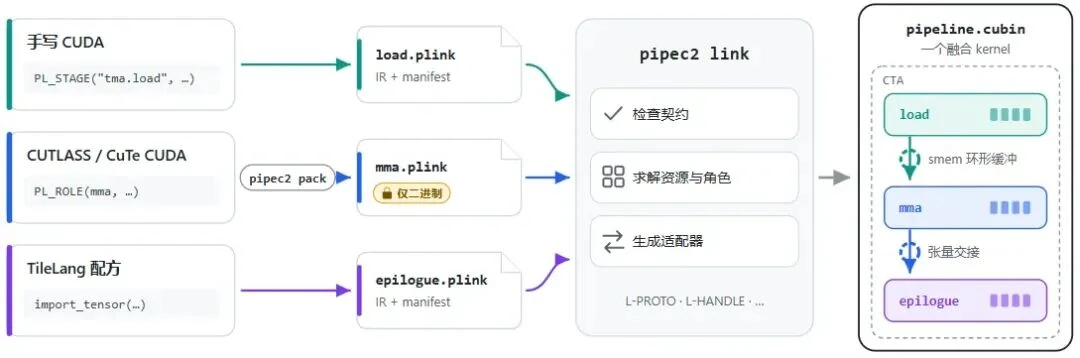 手写 CUDA
PL_STAGE("tma.load", …)
CUTLASS / CuTe CUDA
PL_ROLE(mma, …)
TileLang 配方
import_tensor(…)
pipec2 pack
load.plink
IR + manifest
mma.plink
仅二进制
epilogue.plink
IR + manifest
pipec2 link
检查契约
求解资源与角色
生成适配器
L-PROTO · L-HANDLE · …
pipeline.cubin
一个融合 kernel
CTA
load
smem 环形缓冲
mma
张量交接
epilogue